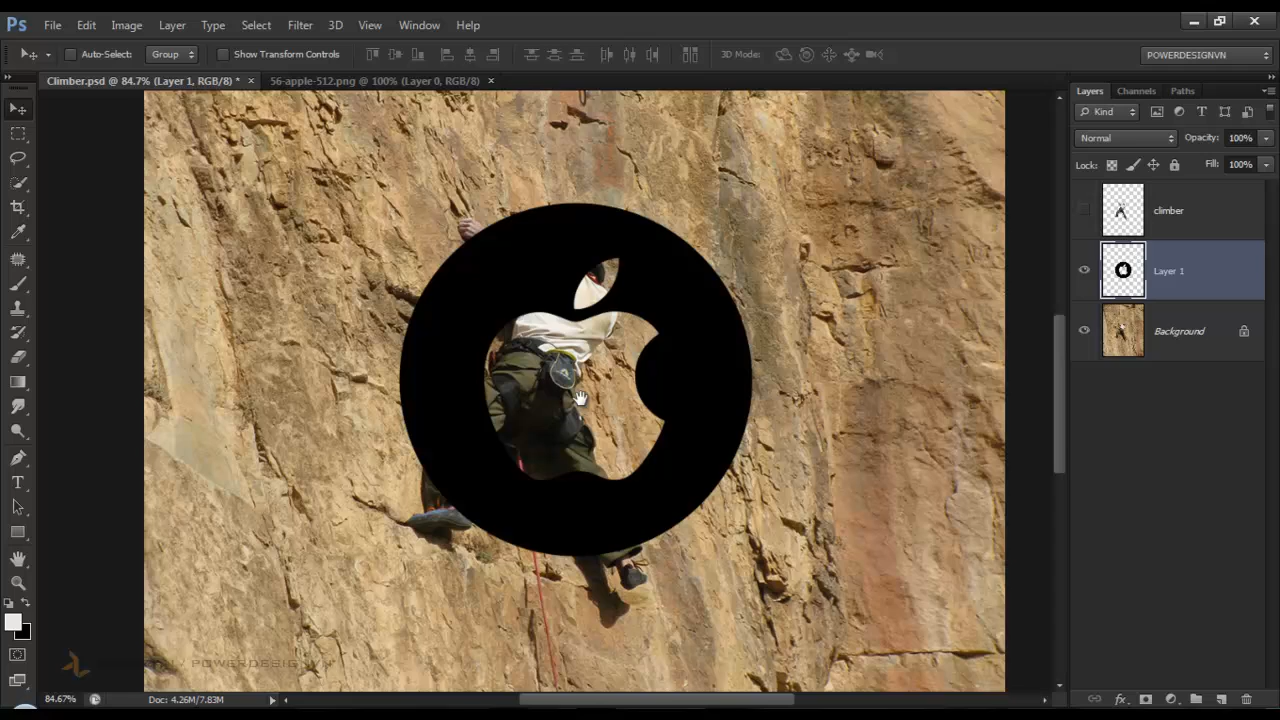 Ps File Edit Image Layer Type Select Filter 3D View Window Help
Auto-Select: Group Show Transform Controls 3D Mode: POWERDESIGNVN
Climber.psd @ 84.7% (Layer 1, RGB/8) * × 56-apple-512.png @ 100% (Layer 0, RGB/8) ×
Layers Channels Paths
Kind
Normal Opacity: 100%
Lock: Fill: 100%
climber
Layer 1
Background
POWERDESIGNVN
84.67% Doc: 4.26M/7.83M